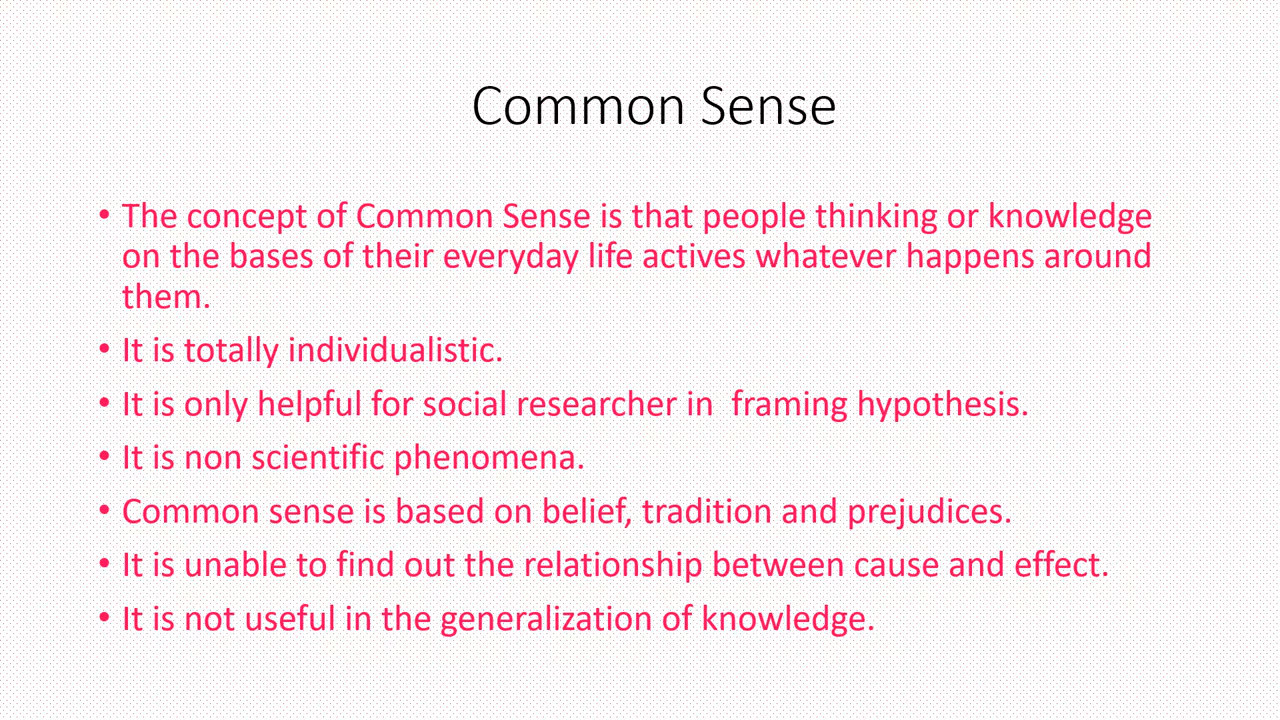 Common Sense
• The concept of Common Sense is that people thinking or knowledge
on the bases of their everyday life actives whatever happens around
them.
• It is totally individualistic.
• It is only helpful for social researcher in  framing hypothesis.
• It is non scientific phenomena.
• Common sense is based on belief, tradition and prejudices.
• It is unable to find out the relationship between cause and effect.
• It is not useful in the generalization of knowledge.